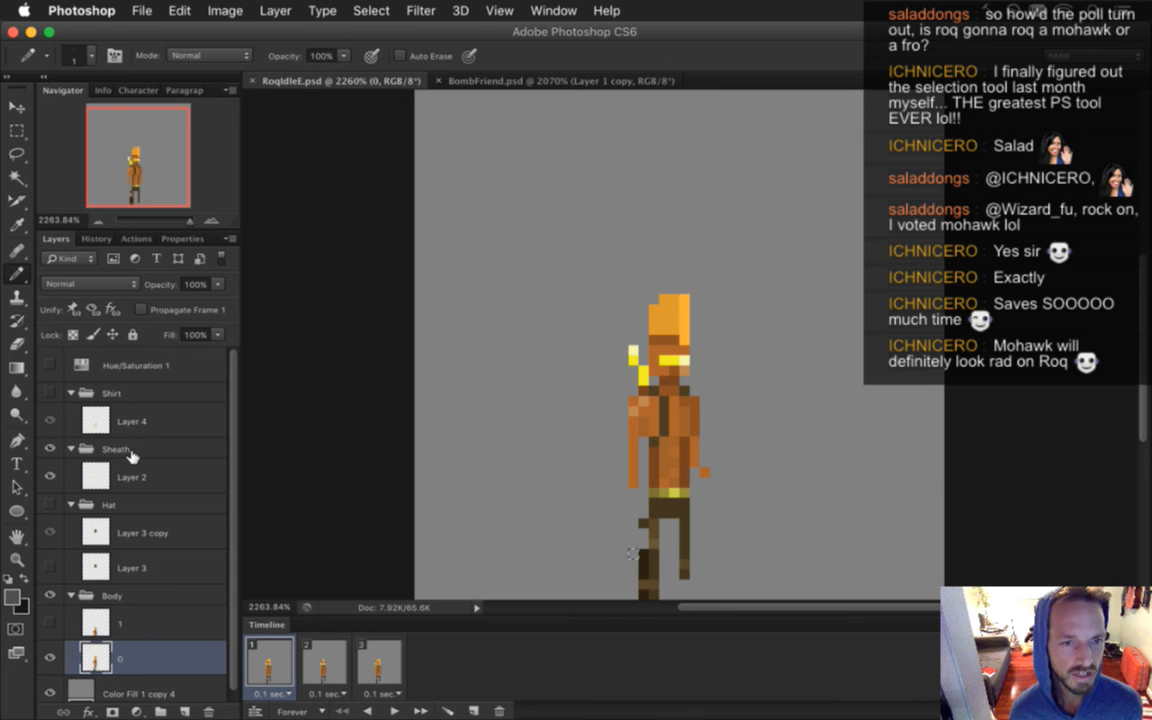 Photoshop File Edit Image Layer Type Select Filter 3D View Window Help
Adobe Photoshop CS6
1 Mode: Normal Opacity: 100% Auto Erase
RoqIdleE.psd @ 2260% (0, RGB/8*) BombFriend.psd @ 2070% (Layer 1 copy, RGB/8*)
Navigator Info Character Paragrap
2263.84%
Layers History Actions Properties
Kind
Normal Opacity: 100%
Unify: Propagate Frame 1
Lock: Fill: 100%
Hue/Saturation 1
Shirt
Layer 4
Sheath
Layer 2
Hat
Layer 3 copy
Layer 3
Body
1
0
Color Fill 1 copy 4
fx
2263.84% Doc: 7.92K/65.6K
Timeline
1 2 3
0.1 sec. 0.1 sec. 0.1 sec.
Forever
saladdongs : so how'd the poll turn
out, is roq gonna roq a mohawk or
a fro?
ICHNICERO : I finally figured out
the selection tool last month
myself... THE greatest PS tool
EVER lol!!
ICHNICERO : Salad
saladdongs : @ICHNICERO,
saladdongs : @Wizard_fu, rock on,
I voted mohawk lol
ICHNICERO : Yes sir
ICHNICERO : Exactly
ICHNICERO : Saves SOOOOO
much time
ICHNICERO : Mohawk will
definitely look rad on Roq